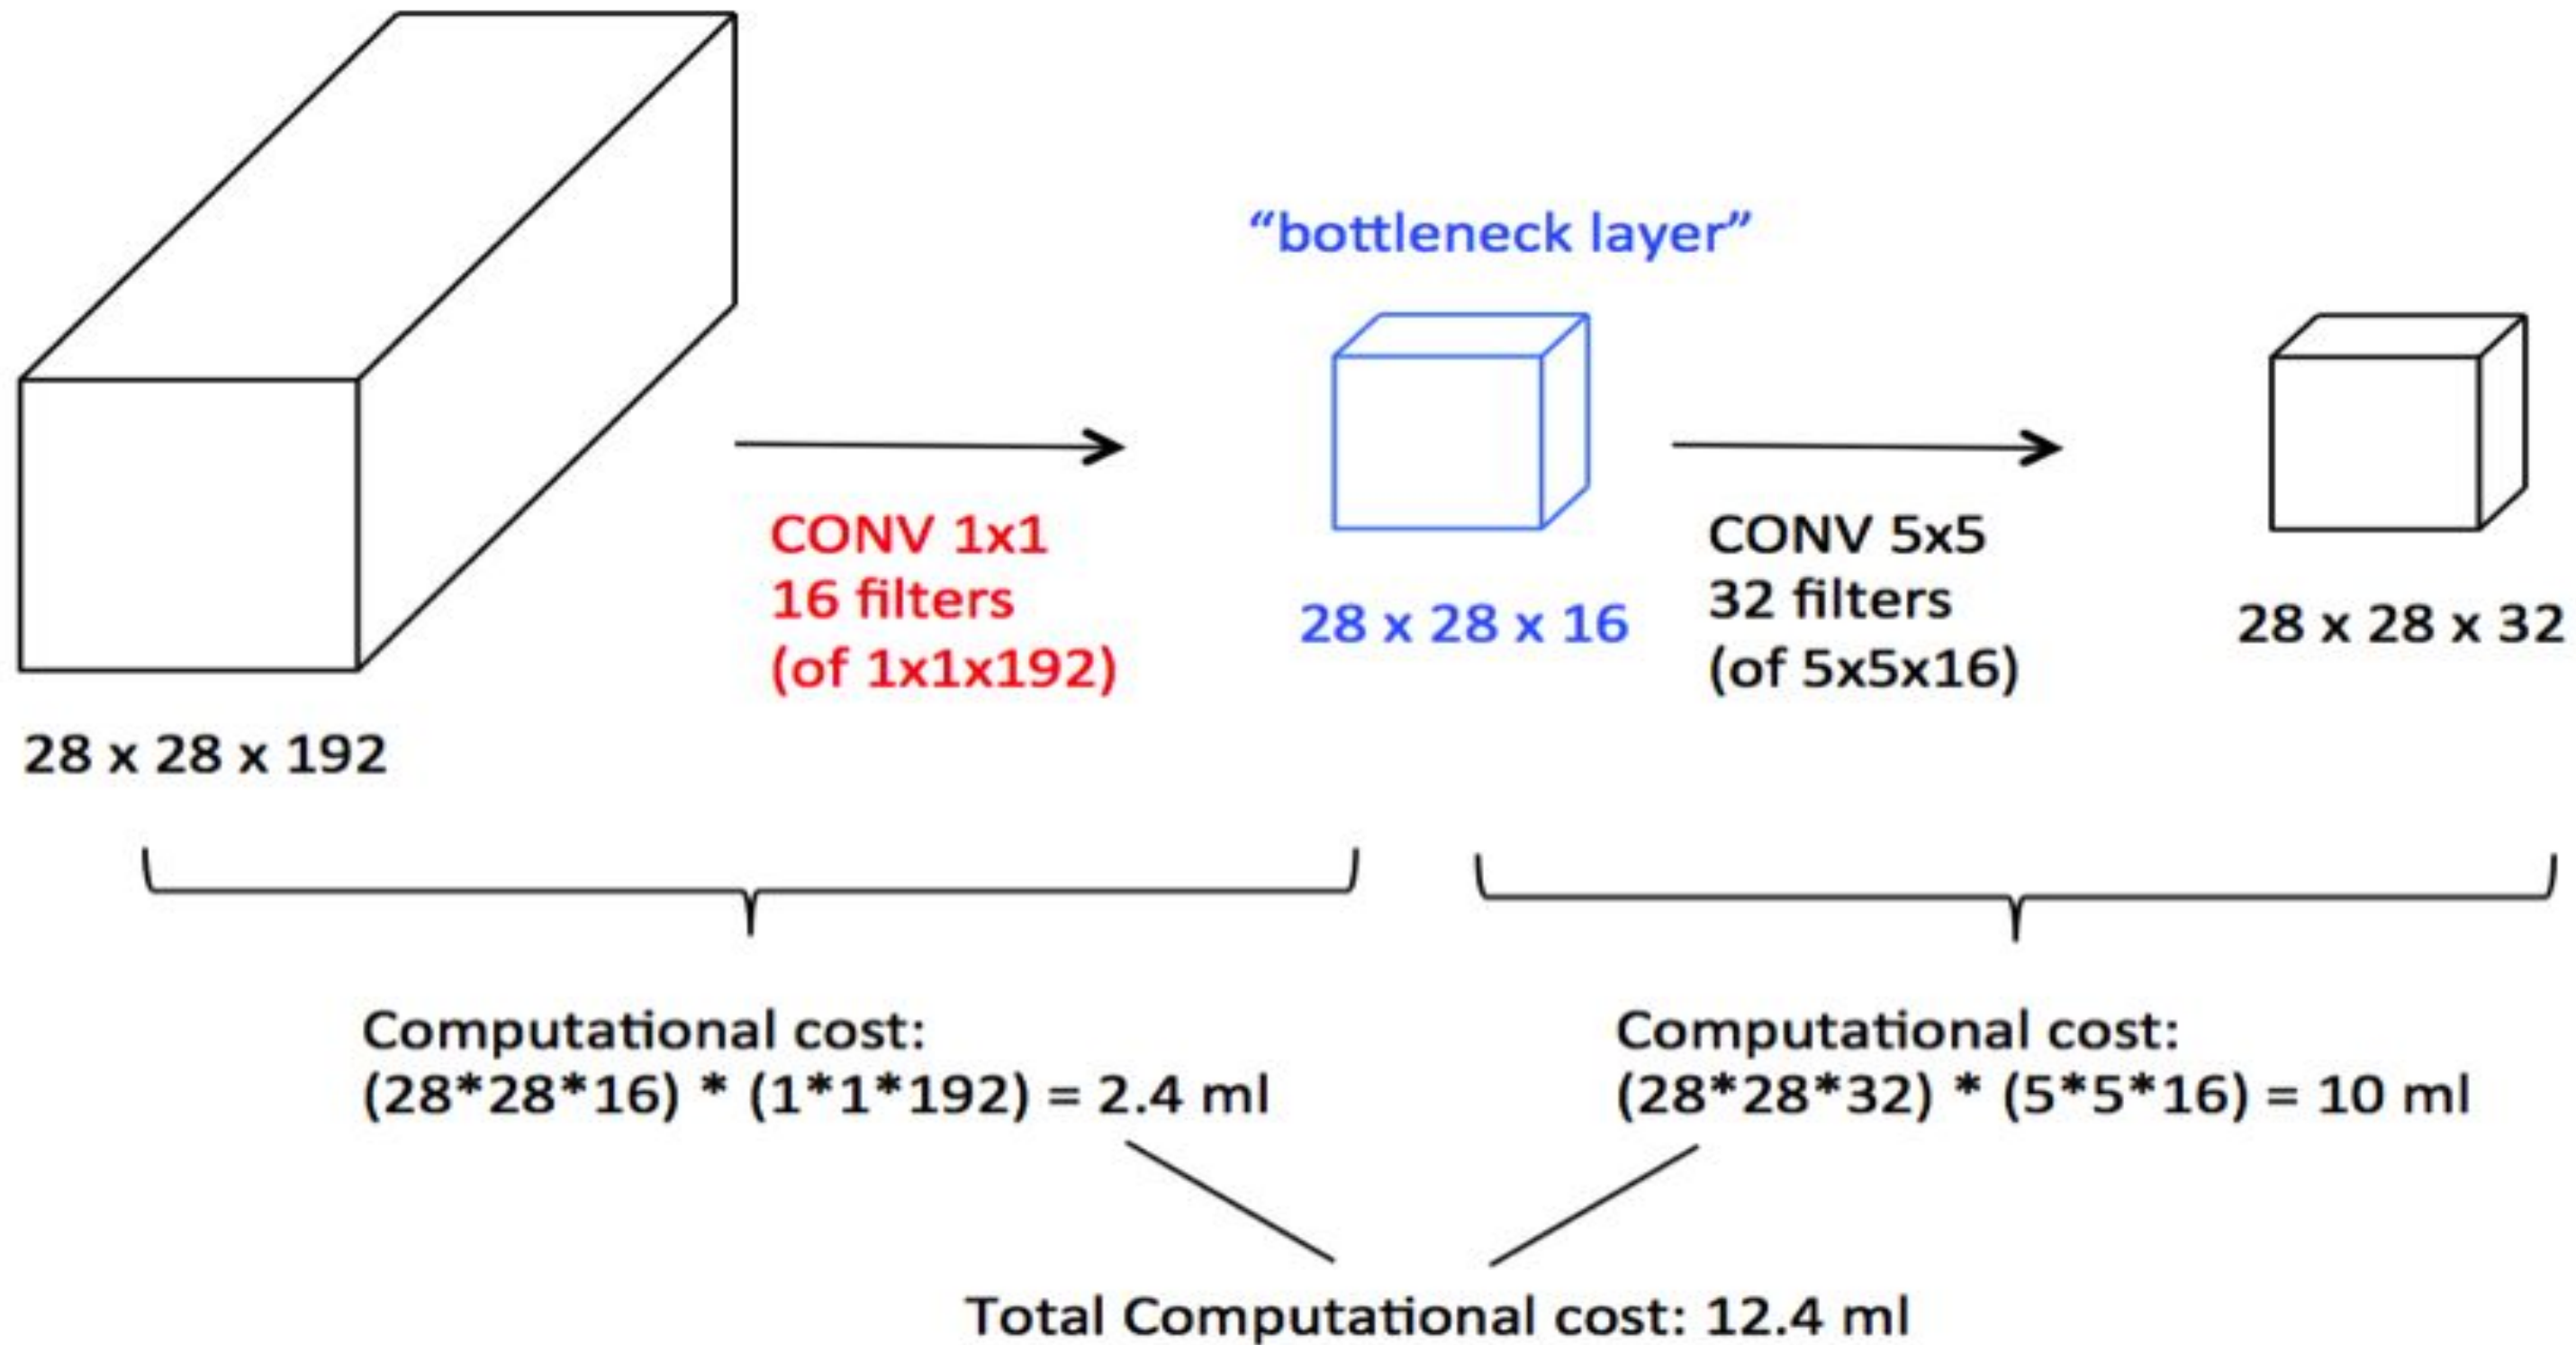 “bottleneck layer”
CONV 1x1
16 filters
(of 1x1x192)
28 x 28 x 16
CONV 5x5
32 filters
(of 5x5x16)
28 x 28 x 32
28 x 28 x 192
Computational cost:
(28*28*16) * (1*1*192) = 2.4 ml
Computational cost:
(28*28*32) * (5*5*16) = 10 ml
Total Computational cost: 12.4 ml